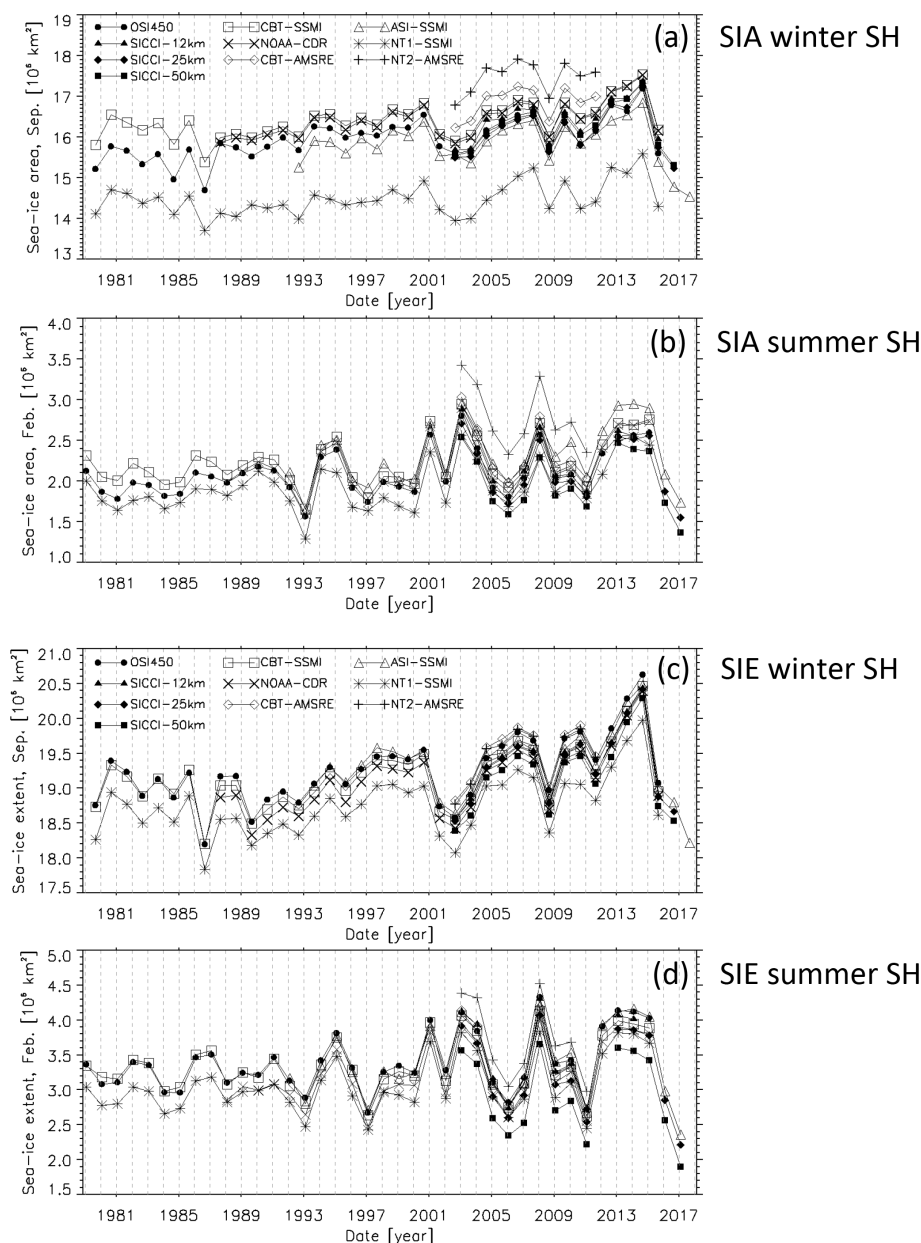 (a) SIA winter SH
OSI450 CBT-SSMI ASI-SSMI
SICCI-12km NOAA-CDR NT1-SSMI
SICCI-25km CBT-AMSRE NT2-AMSRE
SICCI-50km
Sea-ice area, Sep. [10⁶ km²]
19
18
17
16
15
14
13
1981 1985 1989 1993 1997 2001 2005 2009 2013 2017
Date [year]
(b) SIA summer SH
Sea-ice area, Feb. [10⁶ km²]
4.0
3.5
3.0
2.5
2.0
1.5
1.0
1981 1985 1989 1993 1997 2001 2005 2009 2013 2017
Date [year]
(c) SIE winter SH
OSI450 CBT-SSMI ASI-SSMI
SICCI-12km NOAA-CDR NT1-SSMI
SICCI-25km CBT-AMSRE NT2-AMSRE
SICCI-50km
Sea-ice extent, Sep. [10⁶ km²]
21.0
20.5
20.0
19.5
19.0
18.5
18.0
17.5
1981 1985 1989 1993 1997 2001 2005 2009 2013 2017
Date [year]
(d) SIE summer SH
Sea-ice extent, Feb. [10⁶ km²]
5.0
4.5
4.0
3.5
3.0
2.5
2.0
1.5
1981 1985 1989 1993 1997 2001 2005 2009 2013 2017
Date [year]